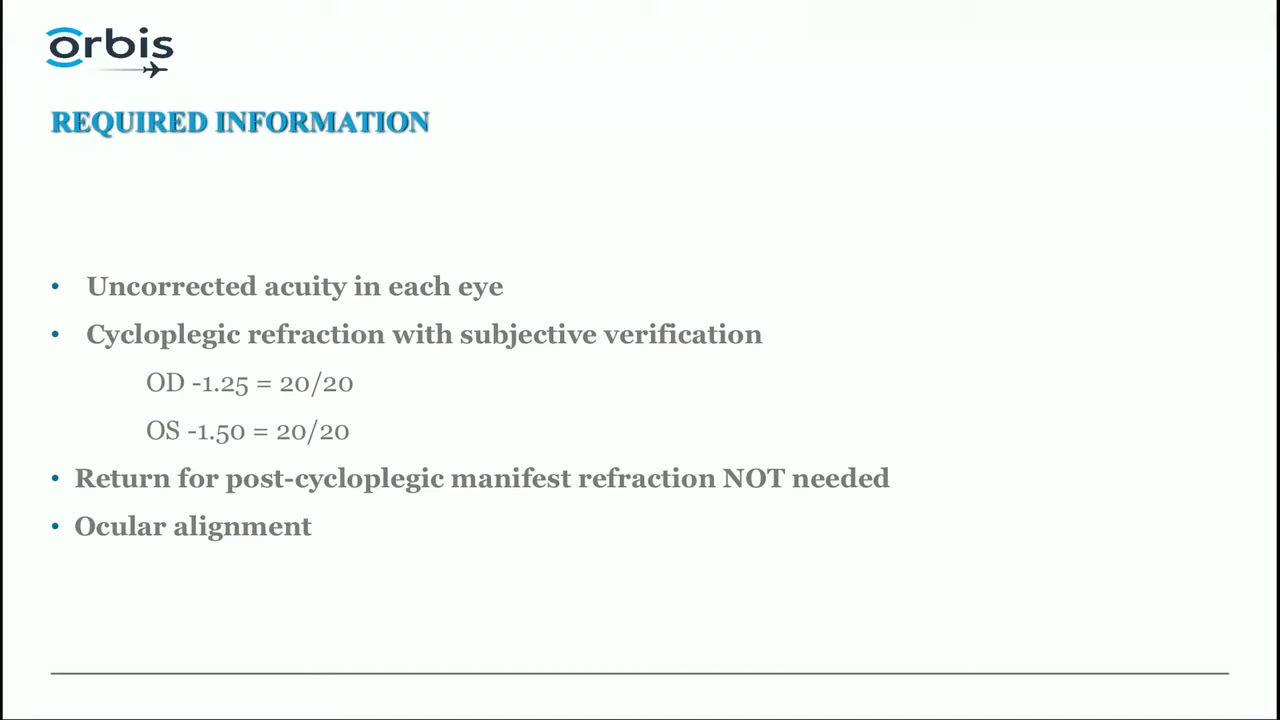 orbis
REQUIRED INFORMATION
• Uncorrected acuity in each eye
• Cycloplegic refraction with subjective verification
OD -1.25 = 20/20
OS -1.50 = 20/20
• Return for post-cycloplegic manifest refraction NOT needed
• Ocular alignment